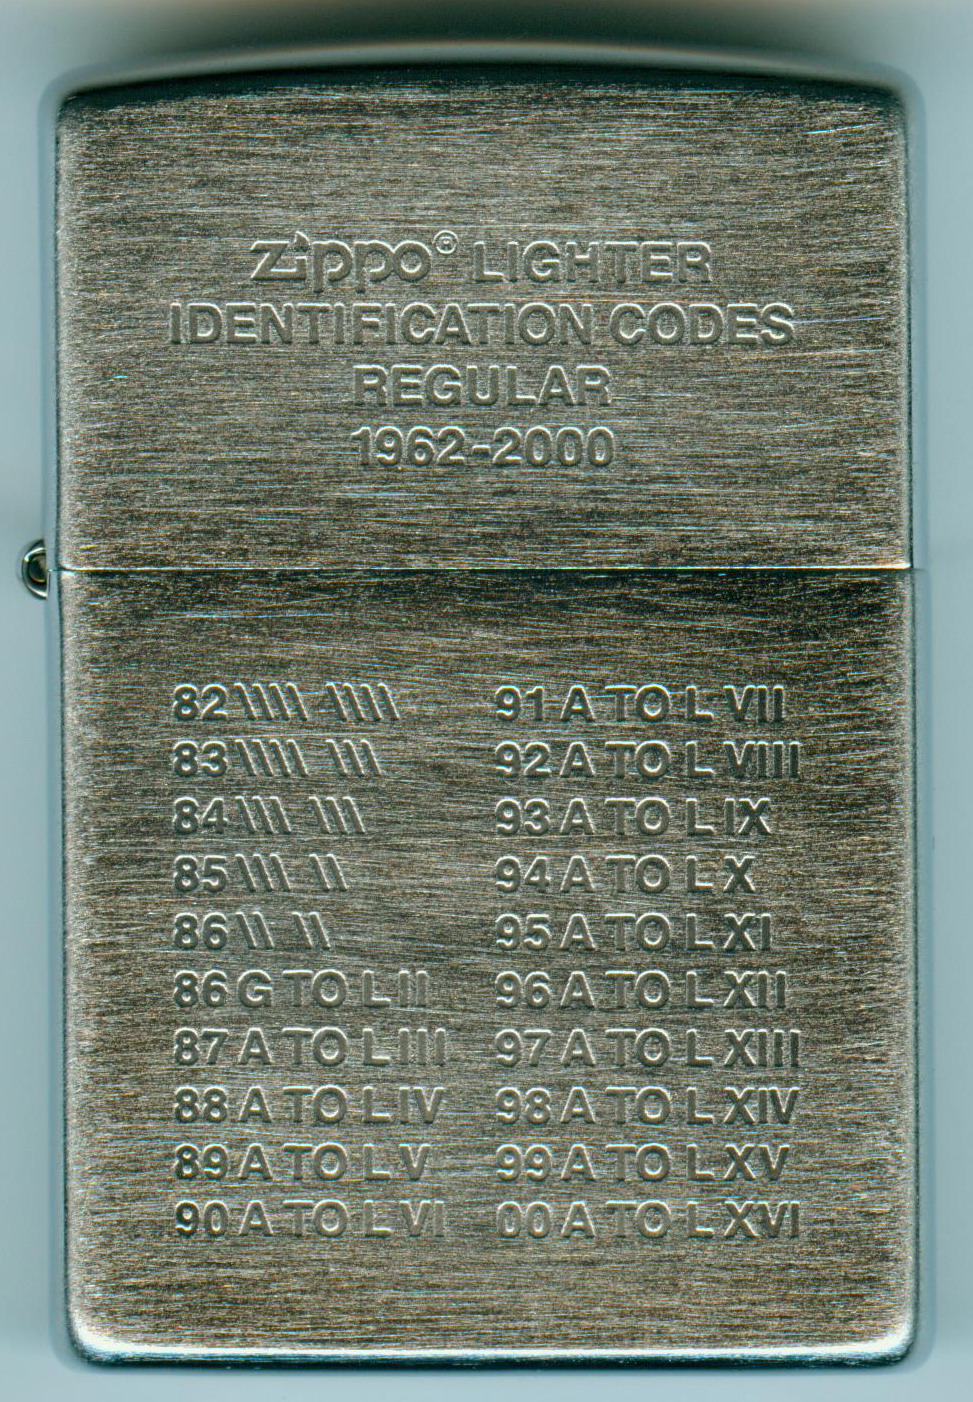 Zippo® LIGHTER
IDENTIFICATION CODES
REGULAR
1962-2000
82 \\\\ \\\\
83 \\\\ \\\
84 \\\ \\\
85 \\\ \\
86 \\ \\
86 G TO L II
87 A TO L III
88 A TO L IV
89 A TO L V
90 A TO L VI
91 A TO L VII
92 A TO L VIII
93 A TO L IX
94 A TO L X
95 A TO L XI
96 A TO L XII
97 A TO L XIII
98 A TO L XIV
99 A TO L XV
00 A TO L XVI